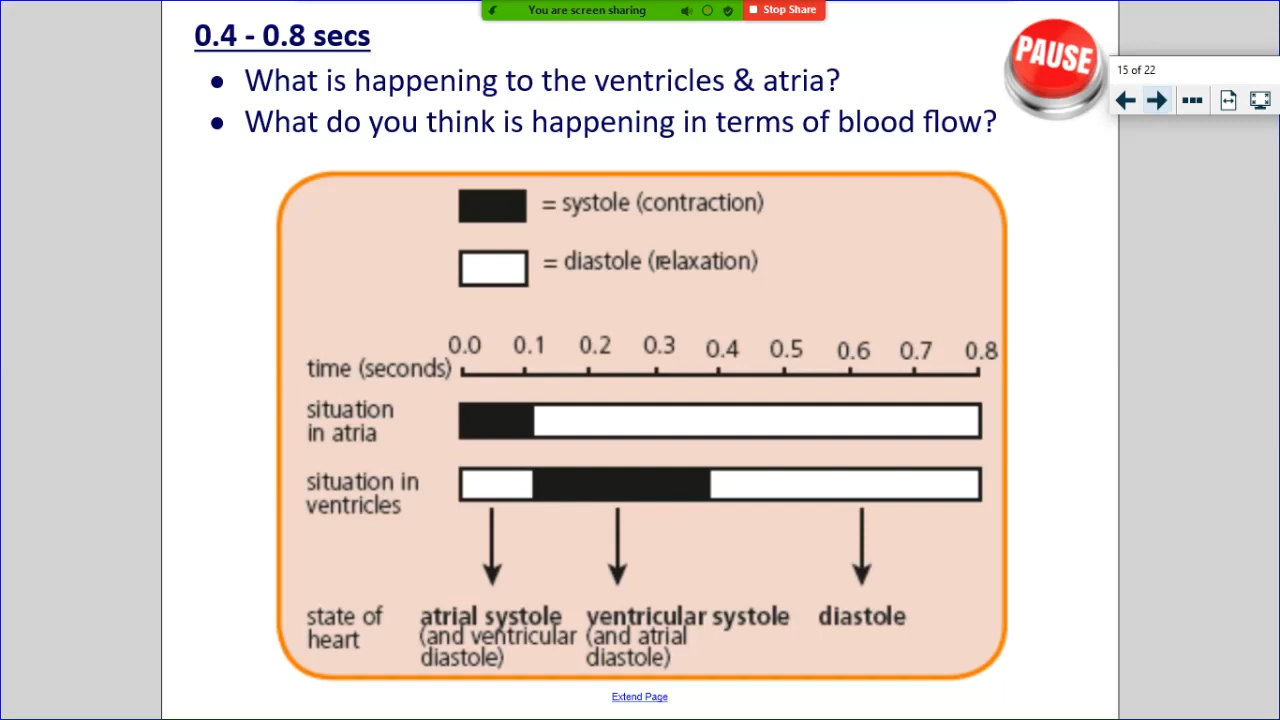 You are screen sharing
Stop Share
0.4 - 0.8 secs
PAUSE
15 of 22
• What is happening to the ventricles & atria?
• What do you think is happening in terms of blood flow?
= systole (contraction)
= diastole (relaxation)
0.0 0.1 0.2 0.3 0.4 0.5 0.6 0.7 0.8
time (seconds)
situation
in atria
situation in
ventricles
state of
heart
atrial systole
(and ventricular
diastole)
ventricular systole
(and atrial
diastole)
diastole
Extend Page